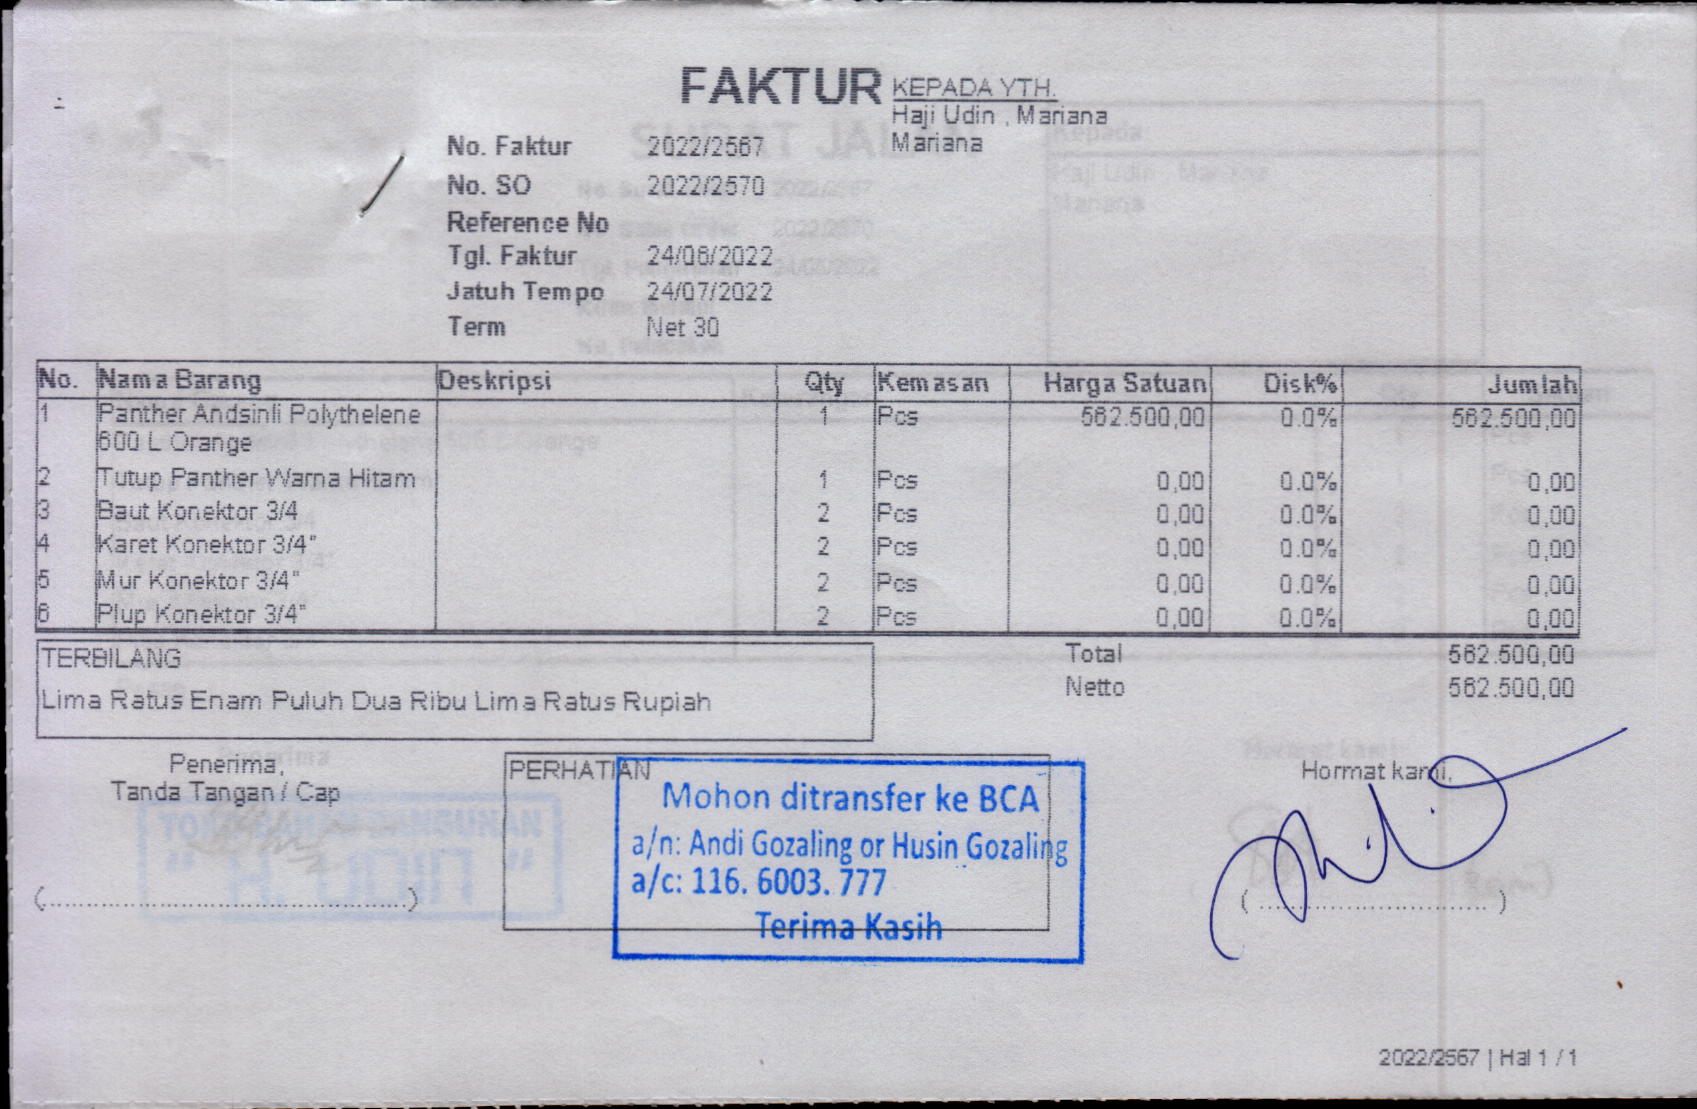 FAKTUR
KEPADA YTH.
Haji Udin , Mariana
Mariana
No. Faktur 2022/2567
No. SO 2022/2570
Reference No
Tgl. Faktur 24/06/2022
Jatuh Tempo 24/07/2022
Term Net 30
No. Nama Barang Deskripsi Qty Kemasan Harga Satuan Disk% Jumlah
1 Panther Andsinli Polythelene 1 Pcs 562.500,00 0.0% 562.500,00
600 L Orange
2 Tutup Panther Warna Hitam 1 Pcs 0,00 0.0% 0,00
3 Baut Konektor 3/4 2 Pcs 0,00 0.0% 0,00
4 Karet Konektor 3/4" 2 Pcs 0,00 0.0% 0,00
5 Mur Konektor 3/4" 2 Pcs 0,00 0.0% 0,00
6 Plup Konektor 3/4" 2 Pcs 0,00 0.0% 0,00
TERBILANG
Lima Ratus Enam Puluh Dua Ribu Lima Ratus Rupiah
Total 562.500,00
Netto 562.500,00
Penerima,
Tanda Tangan / Cap
(................................................)
PERHATIAN
Mohon ditransfer ke BCA
a/n: Andi Gozaling or Husin Gozaling
a/c: 116. 6003. 777
Terima Kasih
Hormat kami,
( .............................. )
2022/2567 | Hal 1 / 1